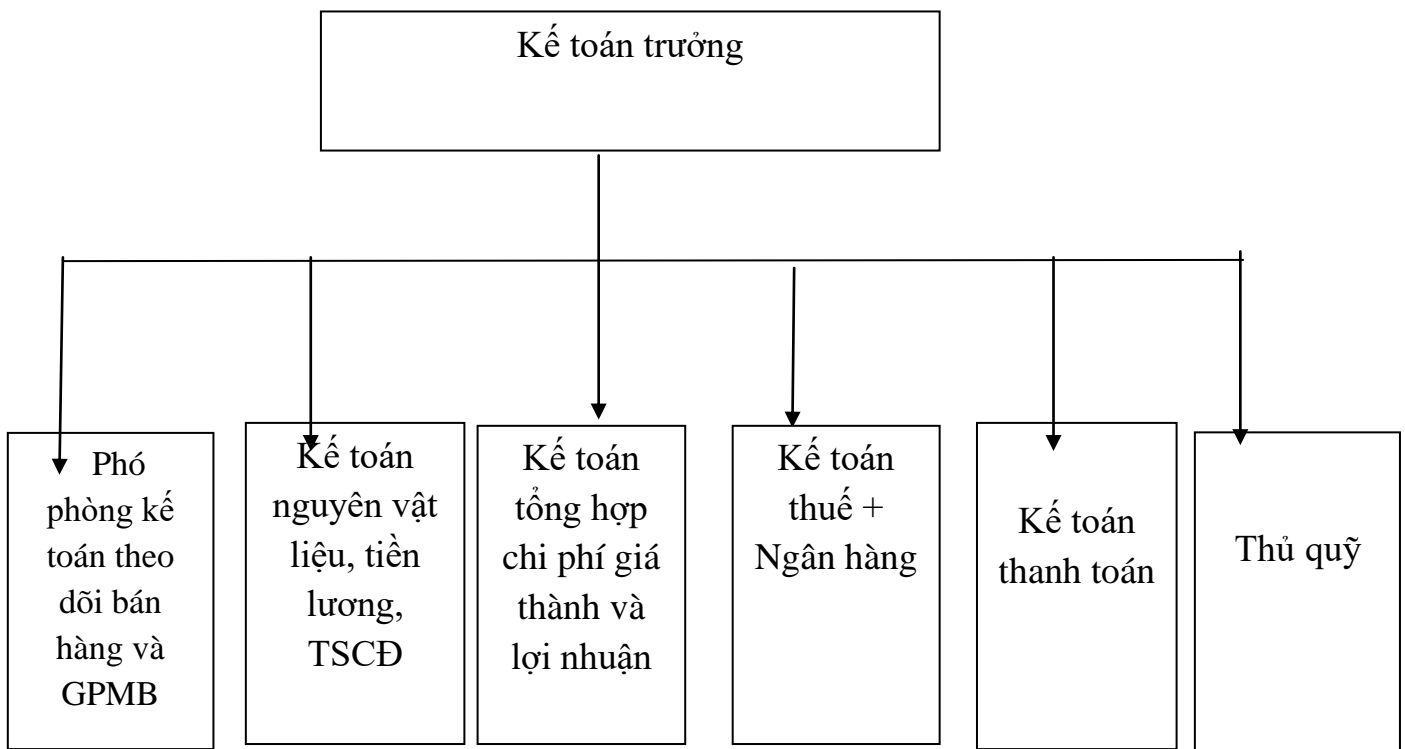 Kế toán trưởng
Phó
phòng kế
toán theo
dõi bán
hàng và
GPMB
Kế toán
nguyên vật
liệu, tiền
lương,
TSCĐ
Kế toán
tổng hợp
chi phí giá
thành và
lợi nhuận
Kế toán
thuế +
Ngân hàng
Kế toán
thanh toán
Thủ quỹ